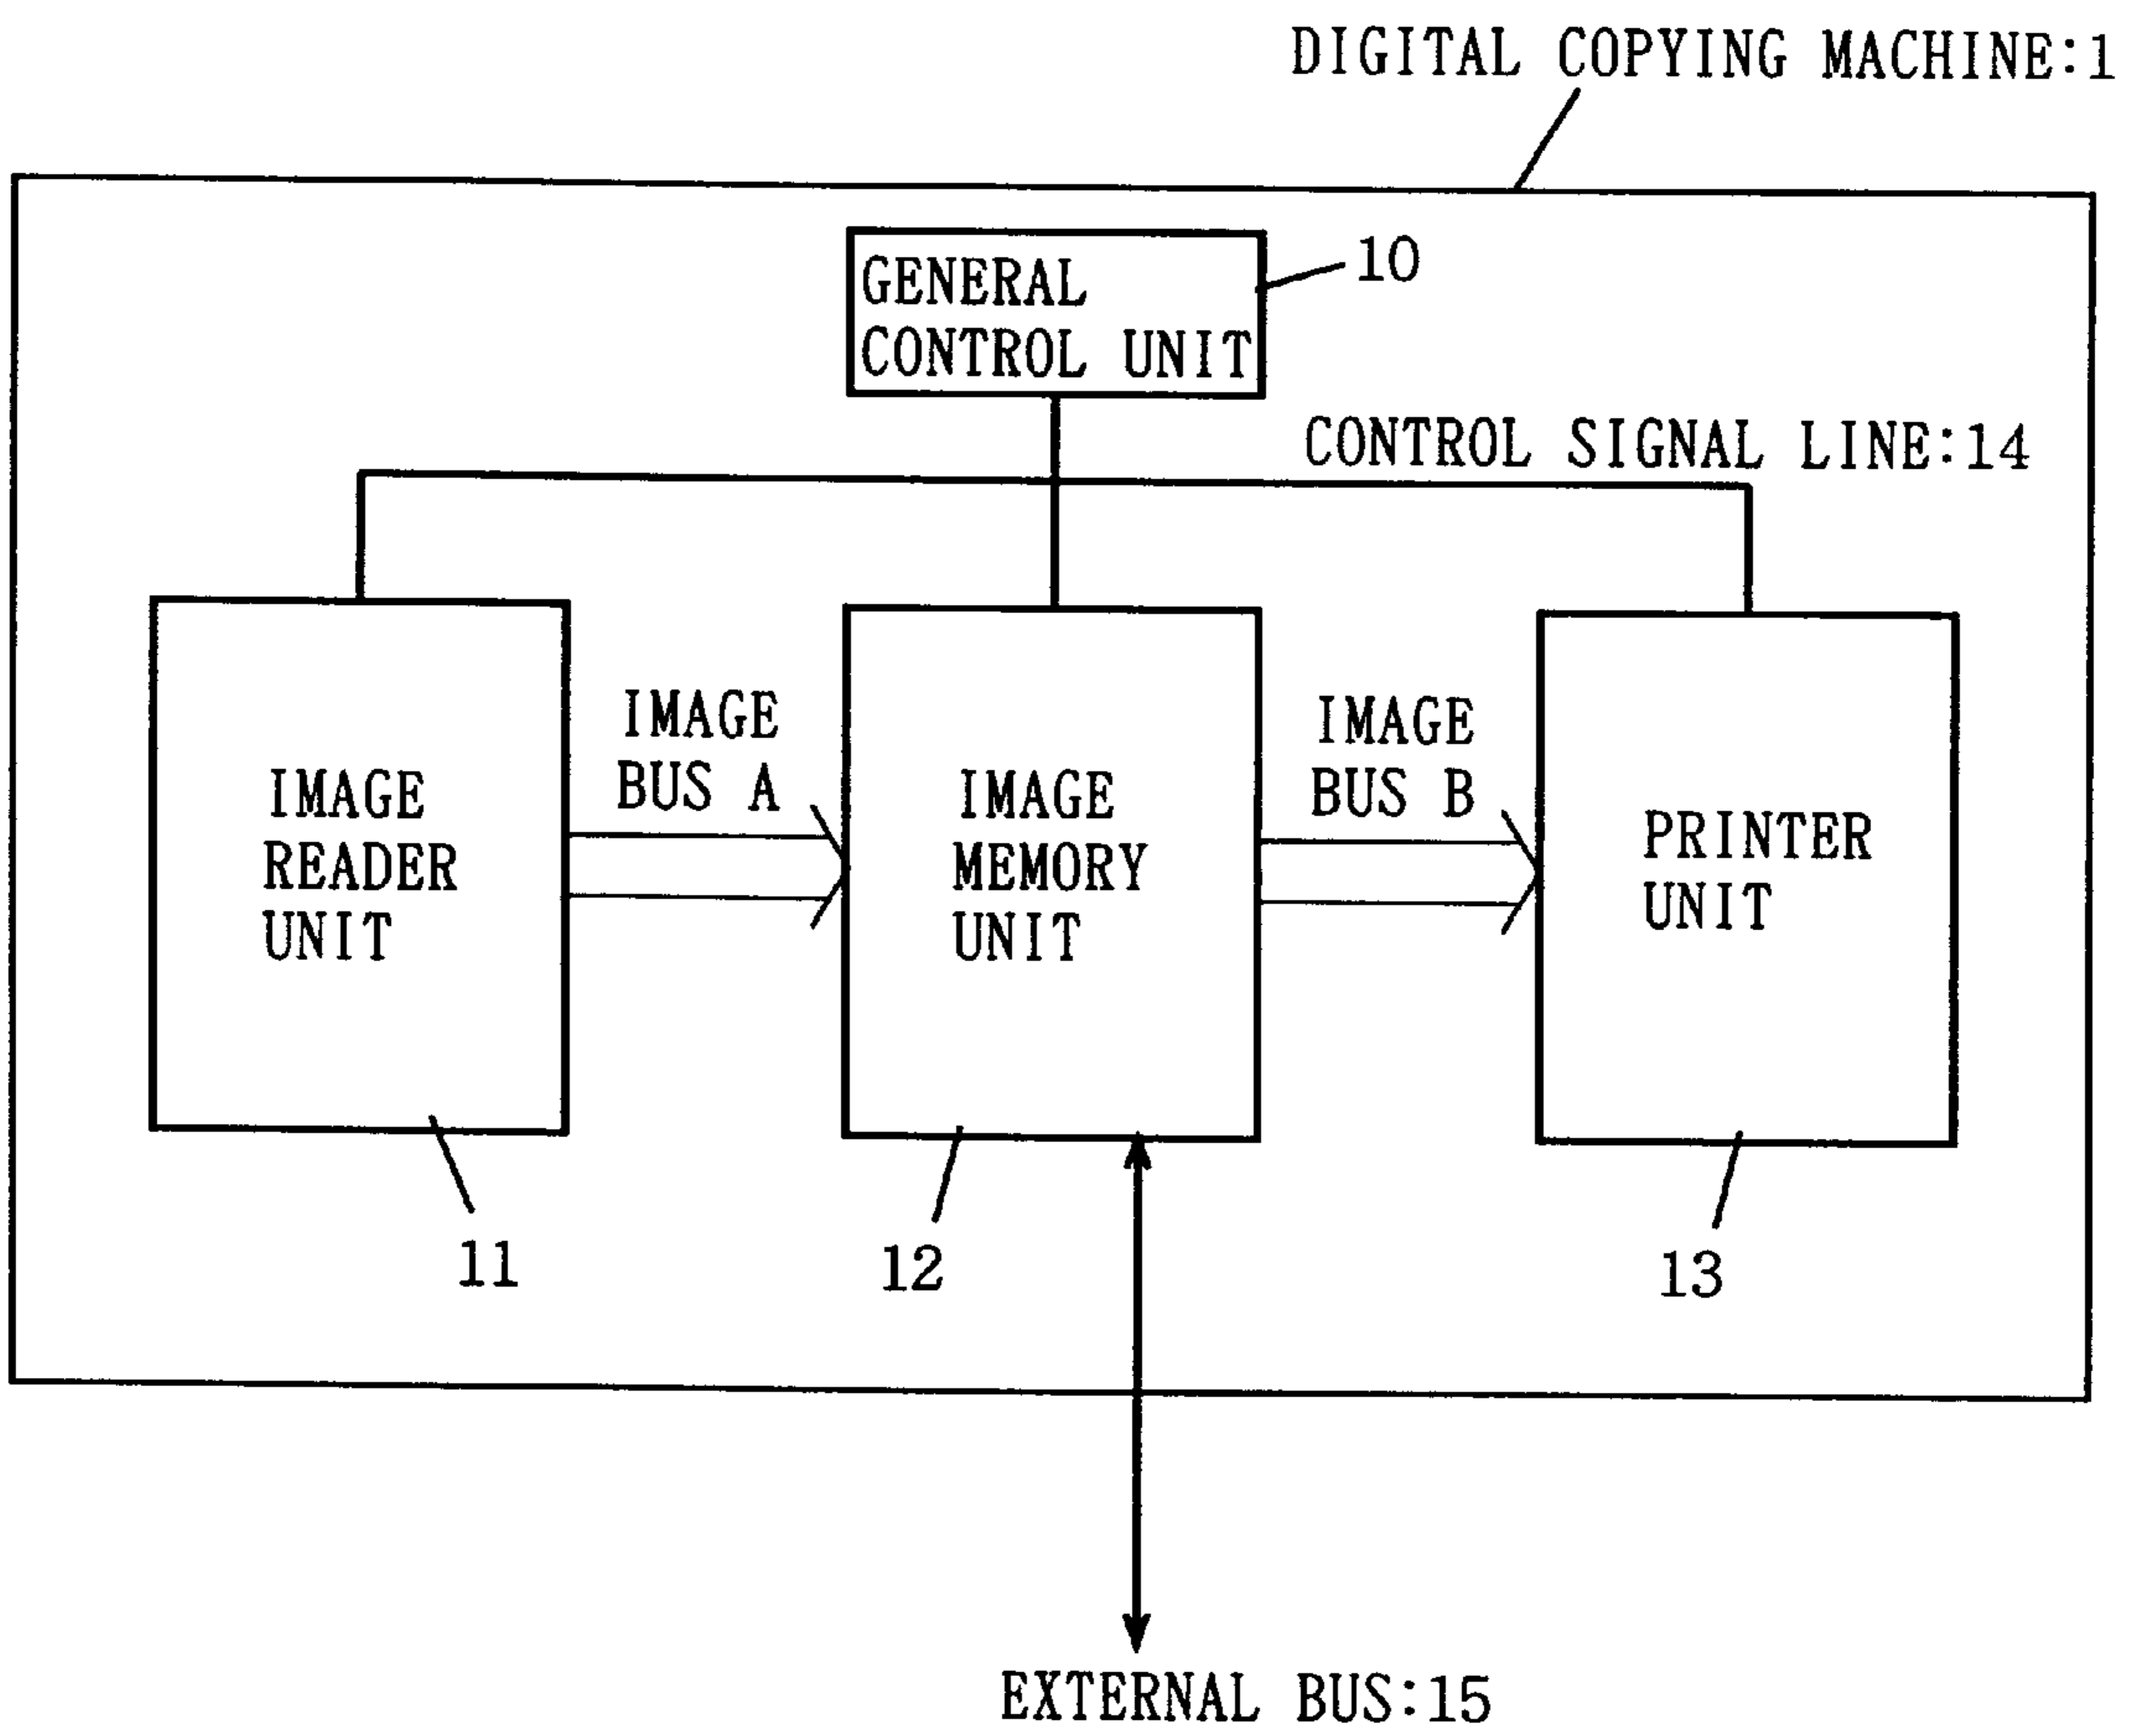 DIGITAL COPYING MACHINE:1
GENERAL
CONTROL UNIT
10
CONTROL SIGNAL LINE:14
IMAGE
READER
UNIT
IMAGE
BUS A
IMAGE
MEMORY
UNIT
IMAGE
BUS B
PRINTER
UNIT
11
12
13
EXTERNAL BUS:15